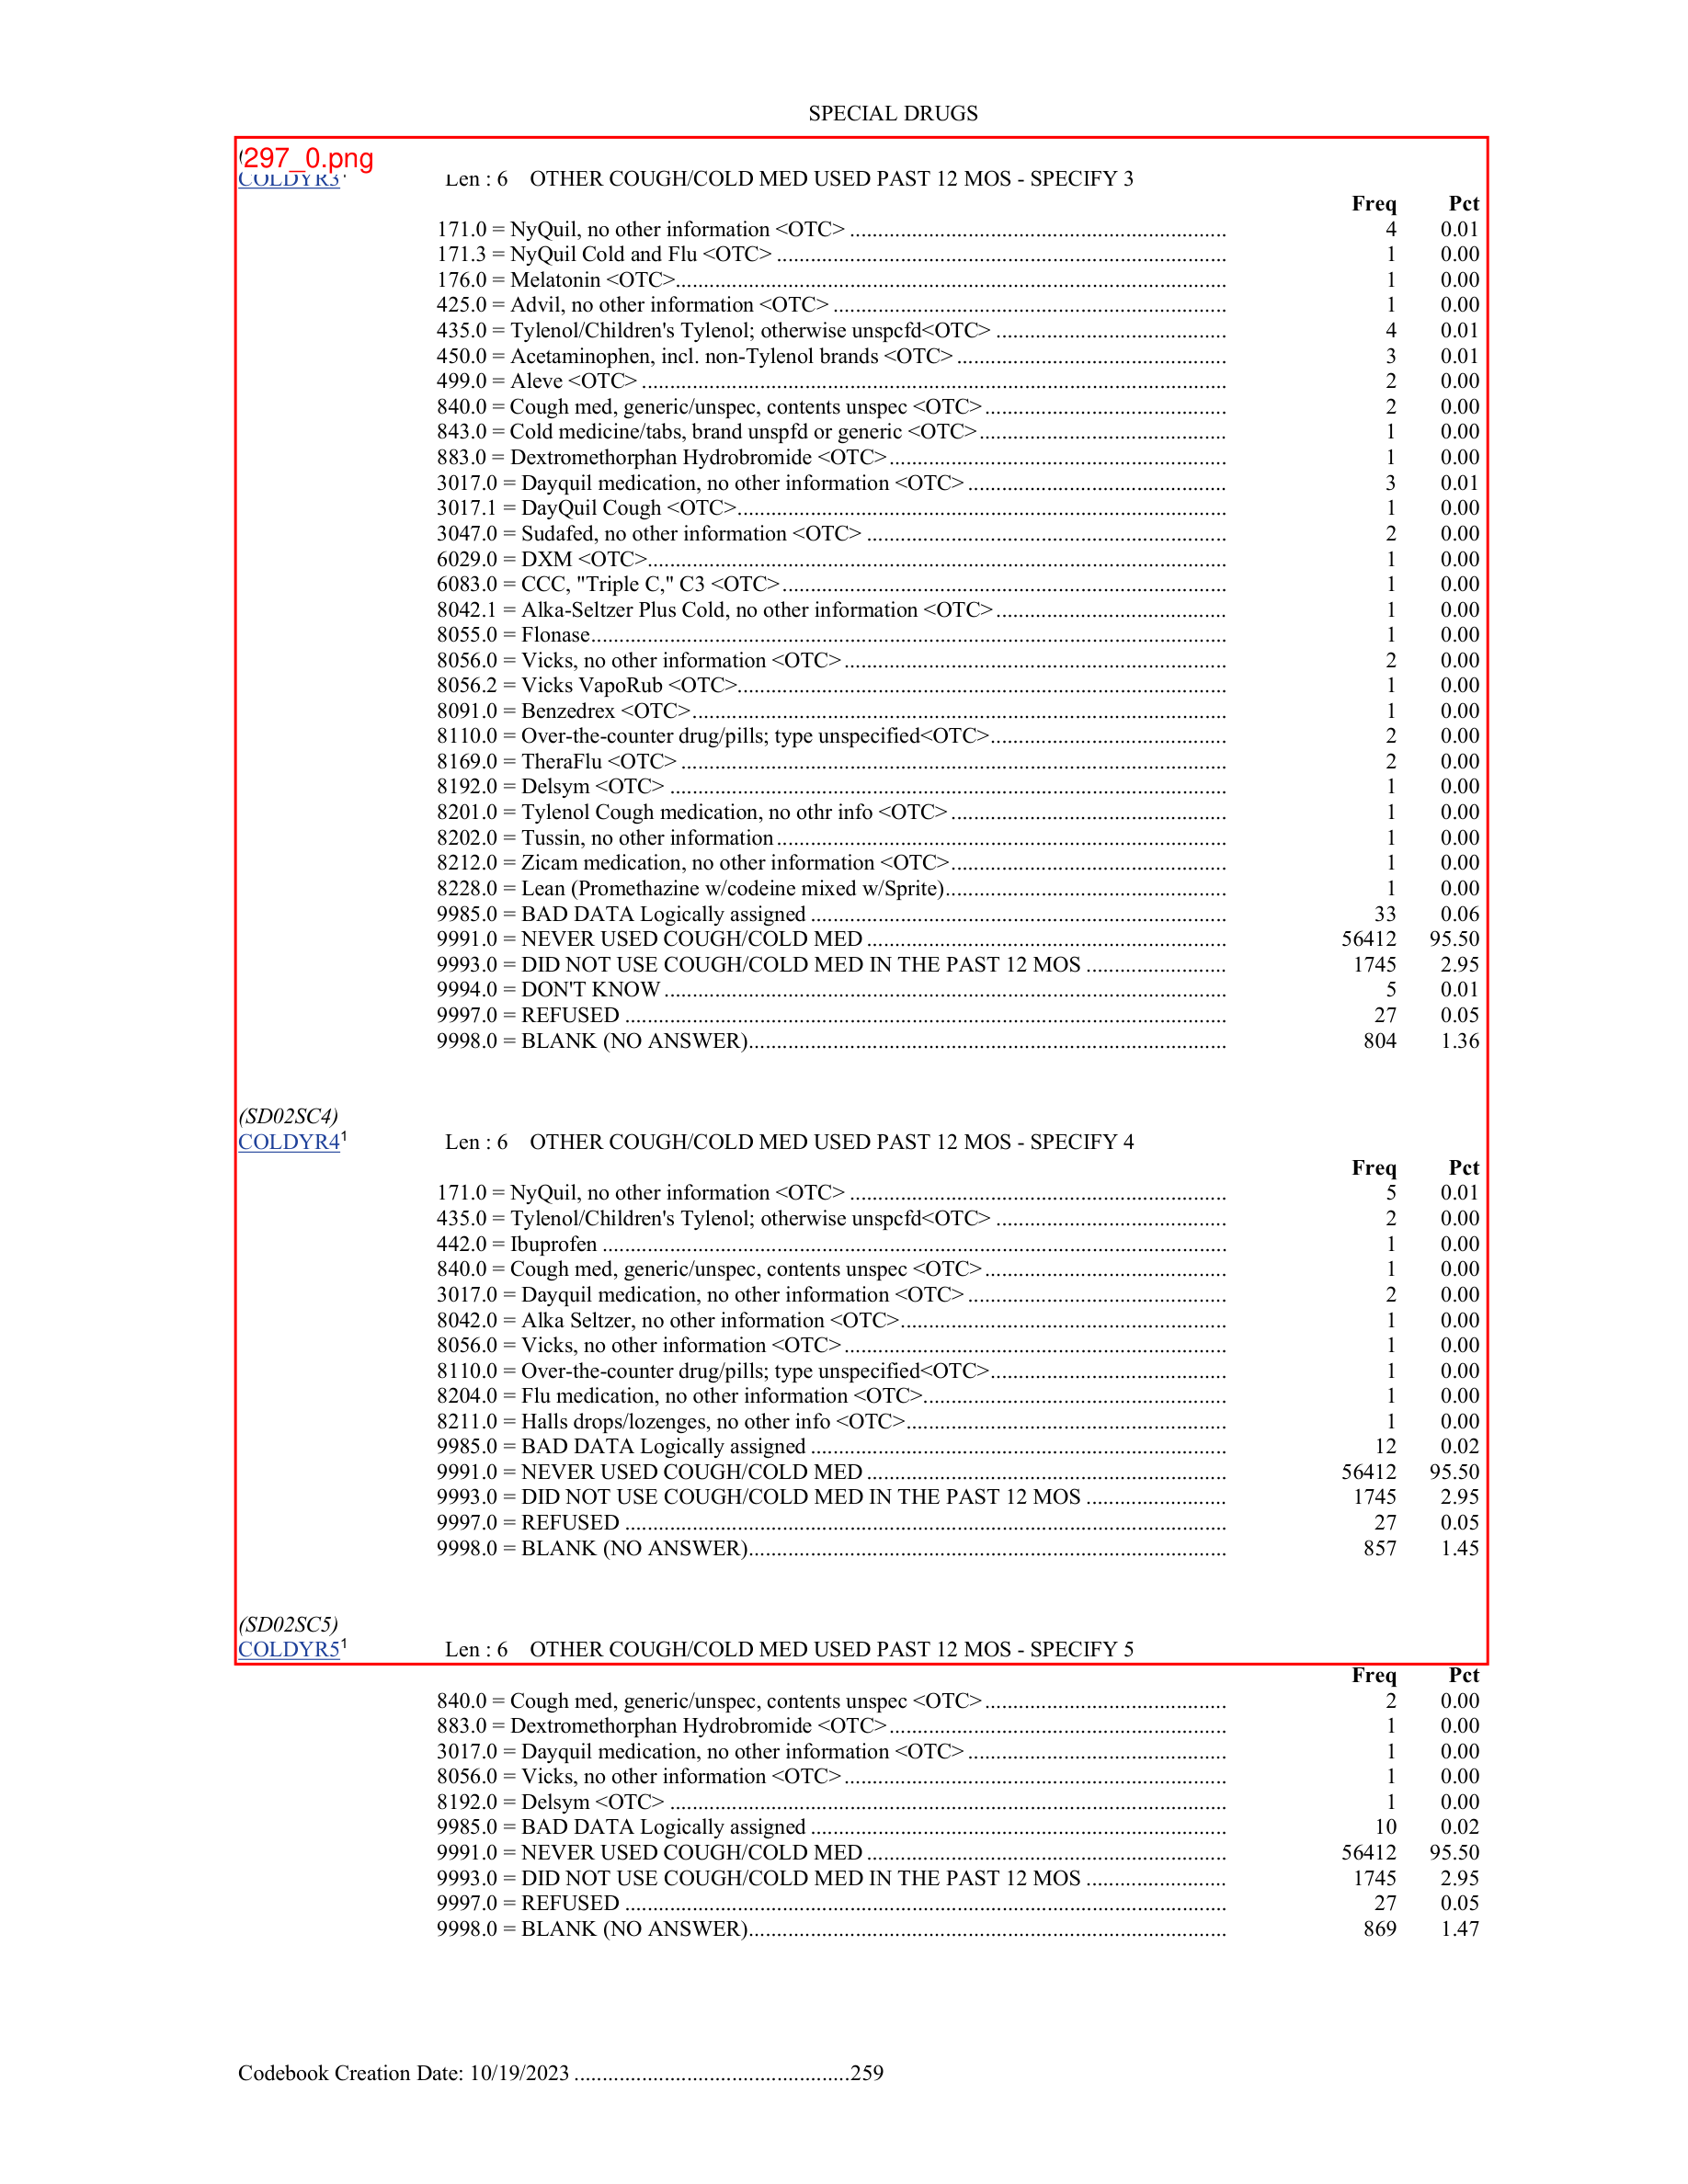 SPECIAL DRUGS
(297_0.png
COLDYR3¹ Len : 6 OTHER COUGH/COLD MED USED PAST 12 MOS - SPECIFY 3
Freq Pct
171.0 = NyQuil, no other information <OTC> 4 0.01
171.3 = NyQuil Cold and Flu <OTC> 1 0.00
176.0 = Melatonin <OTC> 1 0.00
425.0 = Advil, no other information <OTC> 1 0.00
435.0 = Tylenol/Children's Tylenol; otherwise unspcfd<OTC> 4 0.01
450.0 = Acetaminophen, incl. non-Tylenol brands <OTC> 3 0.01
499.0 = Aleve <OTC> 2 0.00
840.0 = Cough med, generic/unspec, contents unspec <OTC> 2 0.00
843.0 = Cold medicine/tabs, brand unspfd or generic <OTC> 1 0.00
883.0 = Dextromethorphan Hydrobromide <OTC> 1 0.00
3017.0 = Dayquil medication, no other information <OTC> 3 0.01
3017.1 = DayQuil Cough <OTC> 1 0.00
3047.0 = Sudafed, no other information <OTC> 2 0.00
6029.0 = DXM <OTC> 1 0.00
6083.0 = CCC, "Triple C," C3 <OTC> 1 0.00
8042.1 = Alka-Seltzer Plus Cold, no other information <OTC> 1 0.00
8055.0 = Flonase 1 0.00
8056.0 = Vicks, no other information <OTC> 2 0.00
8056.2 = Vicks VapoRub <OTC> 1 0.00
8091.0 = Benzedrex <OTC> 1 0.00
8110.0 = Over-the-counter drug/pills; type unspecified<OTC> 2 0.00
8169.0 = TheraFlu <OTC> 2 0.00
8192.0 = Delsym <OTC> 1 0.00
8201.0 = Tylenol Cough medication, no othr info <OTC> 1 0.00
8202.0 = Tussin, no other information 1 0.00
8212.0 = Zicam medication, no other information <OTC> 1 0.00
8228.0 = Lean (Promethazine w/codeine mixed w/Sprite) 1 0.00
9985.0 = BAD DATA Logically assigned 33 0.06
9991.0 = NEVER USED COUGH/COLD MED 56412 95.50
9993.0 = DID NOT USE COUGH/COLD MED IN THE PAST 12 MOS 1745 2.95
9994.0 = DON'T KNOW 5 0.01
9997.0 = REFUSED 27 0.05
9998.0 = BLANK (NO ANSWER) 804 1.36
(SD02SC4)
COLDYR4¹ Len : 6 OTHER COUGH/COLD MED USED PAST 12 MOS - SPECIFY 4
Freq Pct
171.0 = NyQuil, no other information <OTC> 5 0.01
435.0 = Tylenol/Children's Tylenol; otherwise unspcfd<OTC> 2 0.00
442.0 = Ibuprofen 1 0.00
840.0 = Cough med, generic/unspec, contents unspec <OTC> 1 0.00
3017.0 = Dayquil medication, no other information <OTC> 2 0.00
8042.0 = Alka Seltzer, no other information <OTC> 1 0.00
8056.0 = Vicks, no other information <OTC> 1 0.00
8110.0 = Over-the-counter drug/pills; type unspecified<OTC> 1 0.00
8204.0 = Flu medication, no other information <OTC> 1 0.00
8211.0 = Halls drops/lozenges, no other info <OTC> 1 0.00
9985.0 = BAD DATA Logically assigned 12 0.02
9991.0 = NEVER USED COUGH/COLD MED 56412 95.50
9993.0 = DID NOT USE COUGH/COLD MED IN THE PAST 12 MOS 1745 2.95
9997.0 = REFUSED 27 0.05
9998.0 = BLANK (NO ANSWER) 857 1.45
(SD02SC5)
COLDYR5¹ Len : 6 OTHER COUGH/COLD MED USED PAST 12 MOS - SPECIFY 5
Freq Pct
840.0 = Cough med, generic/unspec, contents unspec <OTC> 2 0.00
883.0 = Dextromethorphan Hydrobromide <OTC> 1 0.00
3017.0 = Dayquil medication, no other information <OTC> 1 0.00
8056.0 = Vicks, no other information <OTC> 1 0.00
8192.0 = Delsym <OTC> 1 0.00
9985.0 = BAD DATA Logically assigned 10 0.02
9991.0 = NEVER USED COUGH/COLD MED 56412 95.50
9993.0 = DID NOT USE COUGH/COLD MED IN THE PAST 12 MOS 1745 2.95
9997.0 = REFUSED 27 0.05
9998.0 = BLANK (NO ANSWER) 869 1.47
Codebook Creation Date: 10/19/2023 259